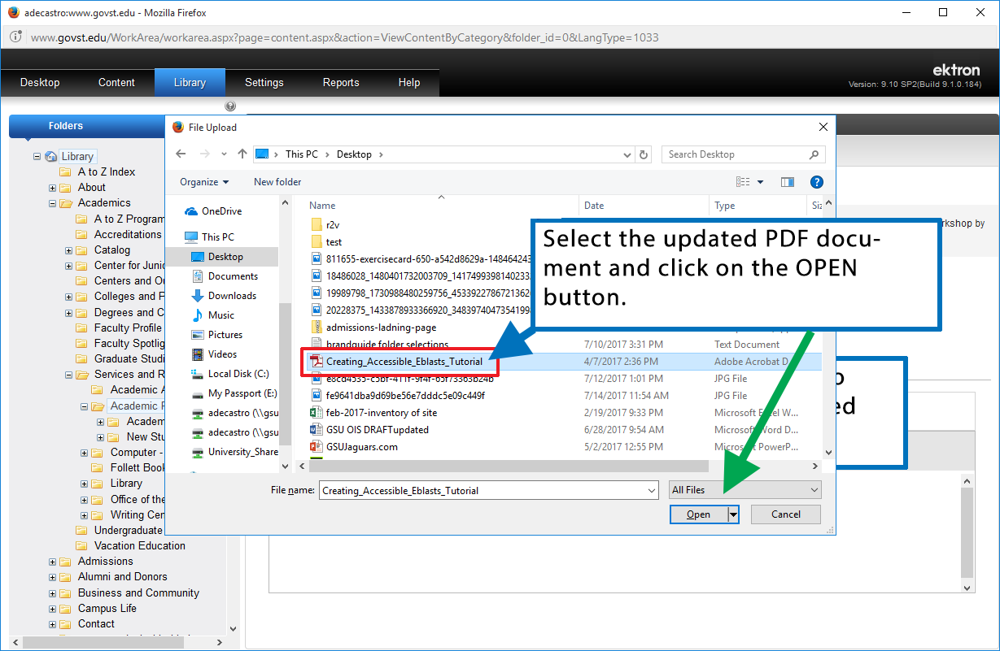 adecastro:www.govst.edu - Mozilla Firefox
www.govst.edu/WorkArea/workarea.aspx?page=content.aspx&action=ViewContentByCategory&folder_id=0&LangType=1033
Desktop Content Library Settings Reports Help
ektron
Version: 9.10 SP2(Build 9.1.0.184)
Folders
Library
A to Z Index
About
Academics
A to Z Program
Accreditations
Catalog
Center for Junio
Centers and Ou
Colleges and P
Degrees and C
Faculty Profile
Faculty Spotlig
Graduate Studi
Services and R
Academic A
Academic R
Academ
New Stu
Computer -
Follett Book
Library
Office of the
Writing Cen
Undergraduate
Vacation Education
Admissions
Alumni and Donors
Business and Community
Campus Life
Contact
File Upload
This PC > Desktop >
Search Desktop
Organize New folder
OneDrive
This PC
Desktop
Documents
Downloads
Music
Pictures
Videos
Local Disk (C:)
My Passport (E:)
adecastro (\\gsu
adecastro (\\gsu
University_Share
Name Date Type Siz
r2v
test
811655-exercisecard-650-a542d8629a-148464243
18486028_1480401732003709_1417499398140233
19989798_1730988480259756_4533922786721362
20228375_1433878933366920_3483974047354199
admissions-ladning-page
brandguide folder selections 7/10/2017 3:31 PM Text Document
Creating_Accessible_Eblasts_Tutorial 4/7/2017 2:36 PM Adobe Acrobat D
e8cd4535-c5bf-411f-9f4f-65f73363b24b 7/12/2017 1:01 PM JPG File
fe9641dba9d69be56e7dddc5e09c449f 7/14/2017 11:54 AM JPG File
feb-2017-inventory of site 2/19/2017 9:33 PM Microsoft Excel W...
GSU OIS DRAFTupdated 6/28/2017 9:54 AM Microsoft Word D...
GSUJaguars.com 5/2/2017 12:55 PM Microsoft PowerP...
Select the updated PDF docu-
ment and click on the OPEN
button.
rkshop by
o
ed
File name: Creating_Accessible_Eblasts_Tutorial All Files
Open Cancel